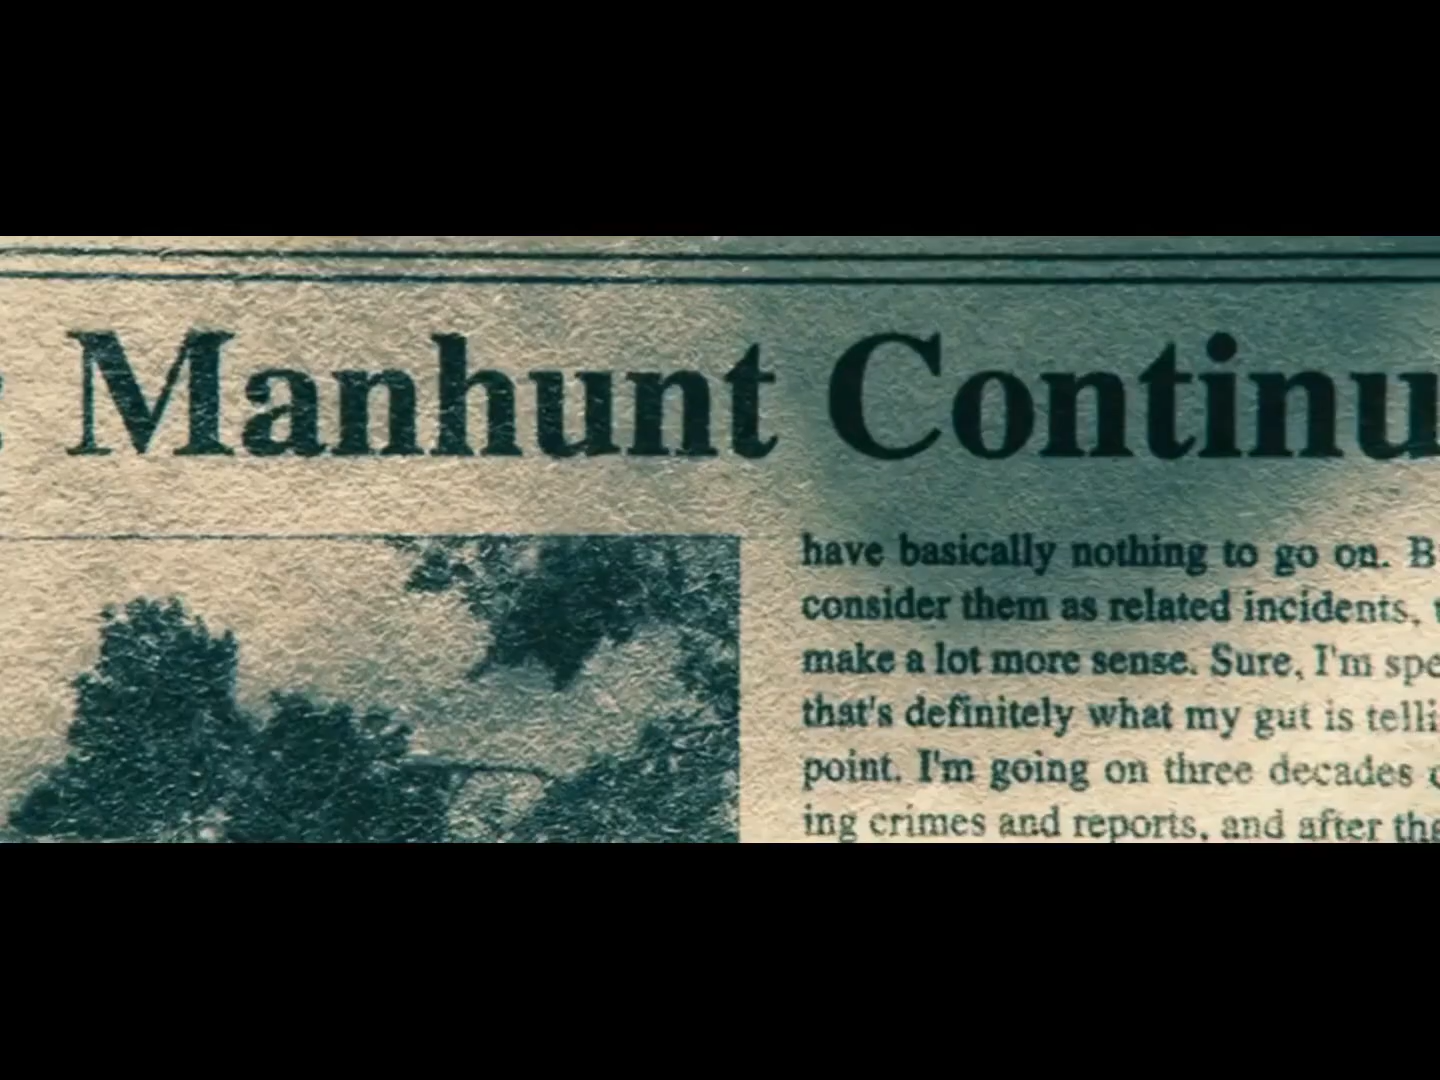 : Manhunt Continu
have basically nothing to go on. B
consider them as related incidents,
make a lot more sense. Sure, I'm spe
that's definitely what my gut is telli
point. I'm going on three decades
ing crimes and reports, and after the